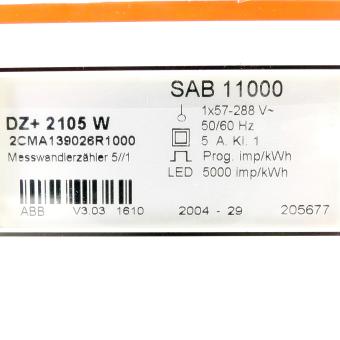 SAB 11000
1x57-288 V~
DZ+ 2105 W
50/60 Hz
2CMA139026R1000
5 A. Kl. 1
Messwandlerzähler 5//1
Prog. imp/kWh
LED 5000 imp/kWh
ABB V3.03 1610 2004 - 29 205677